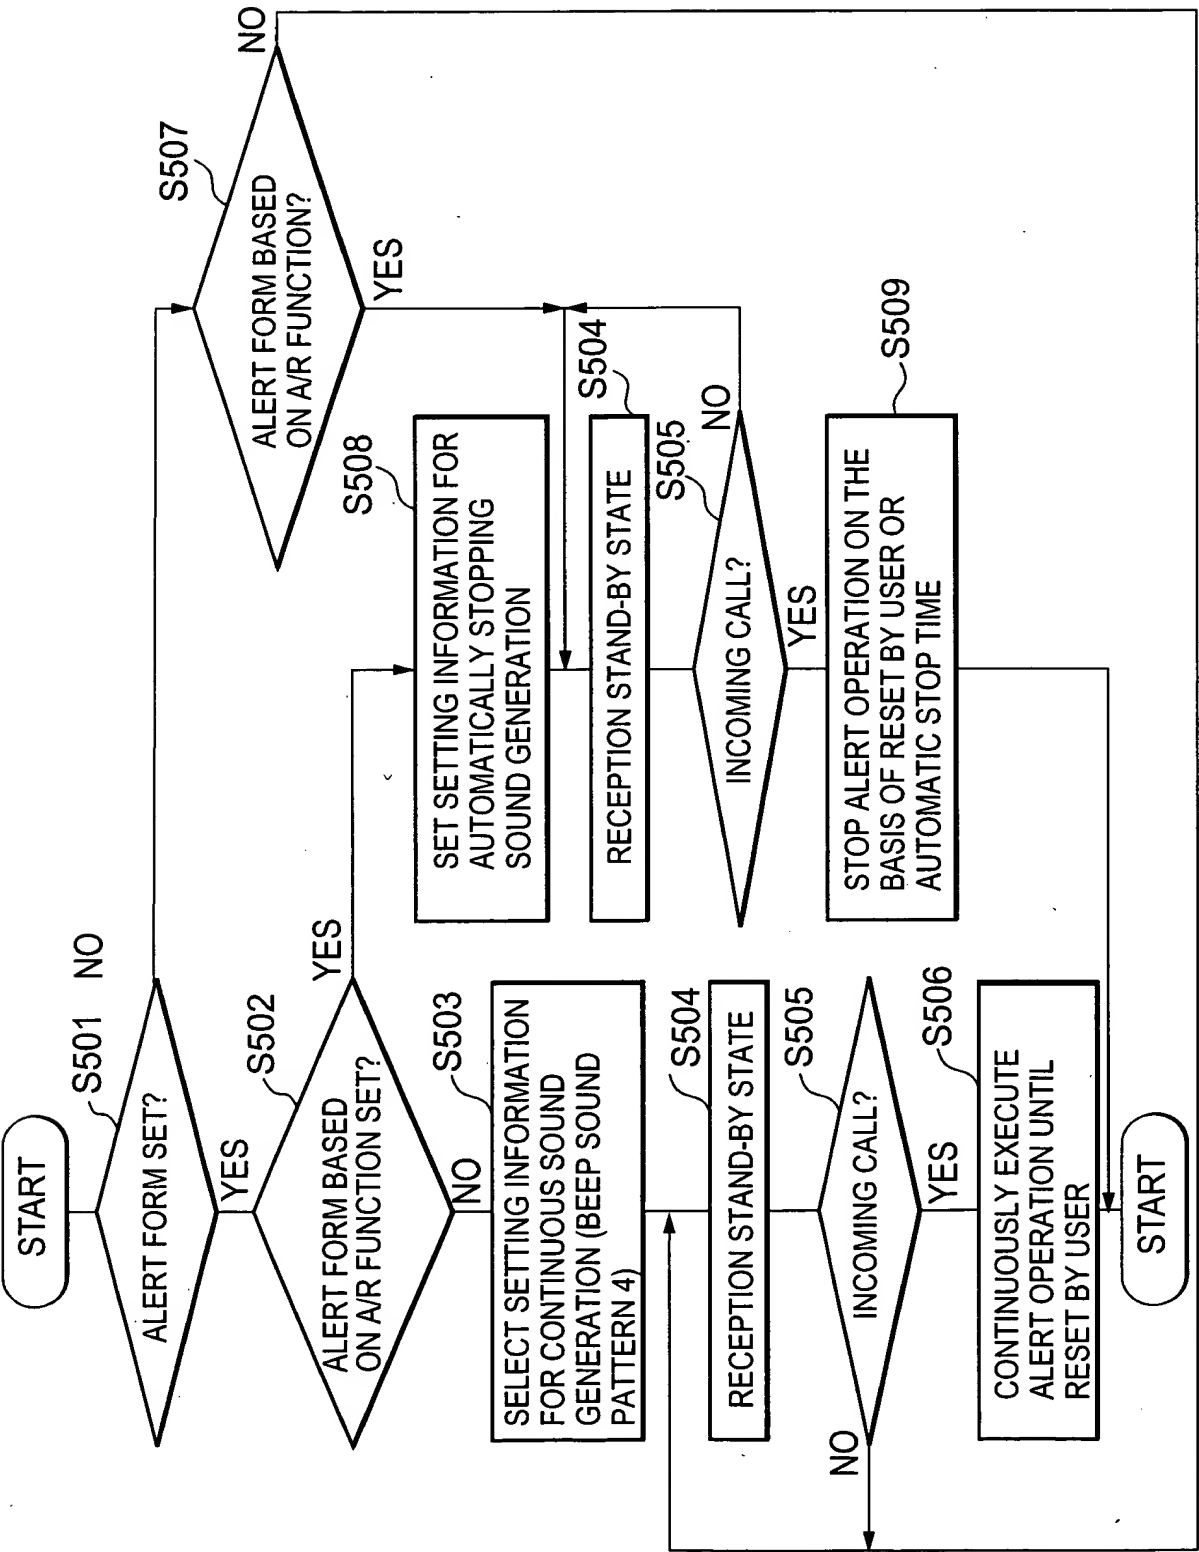 START
S501
NO
ALERT FORM SET?
YES
S502
YES
ALERT FORM BASED
ON A/R FUNCTION SET?
NO
S503
SELECT SETTING INFORMATION
FOR CONTINUOUS SOUND
GENERATION (BEEP SOUND
PATTERN 4)
S504
RECEPTION STAND-BY STATE
S505
INCOMING CALL?
NO
YES
S506
CONTINUOUSLY EXECUTE
ALERT OPERATION UNTIL
RESET BY USER
START
S507
NO
ALERT FORM BASED
ON A/R FUNCTION?
YES
S508
SET SETTING INFORMATION FOR
AUTOMATICALLY STOPPING
SOUND GENERATION
S504
RECEPTION STAND-BY STATE
S505
NO
INCOMING CALL?
YES
S509
STOP ALERT OPERATION ON THE
BASIS OF RESET BY USER OR
AUTOMATIC STOP TIME